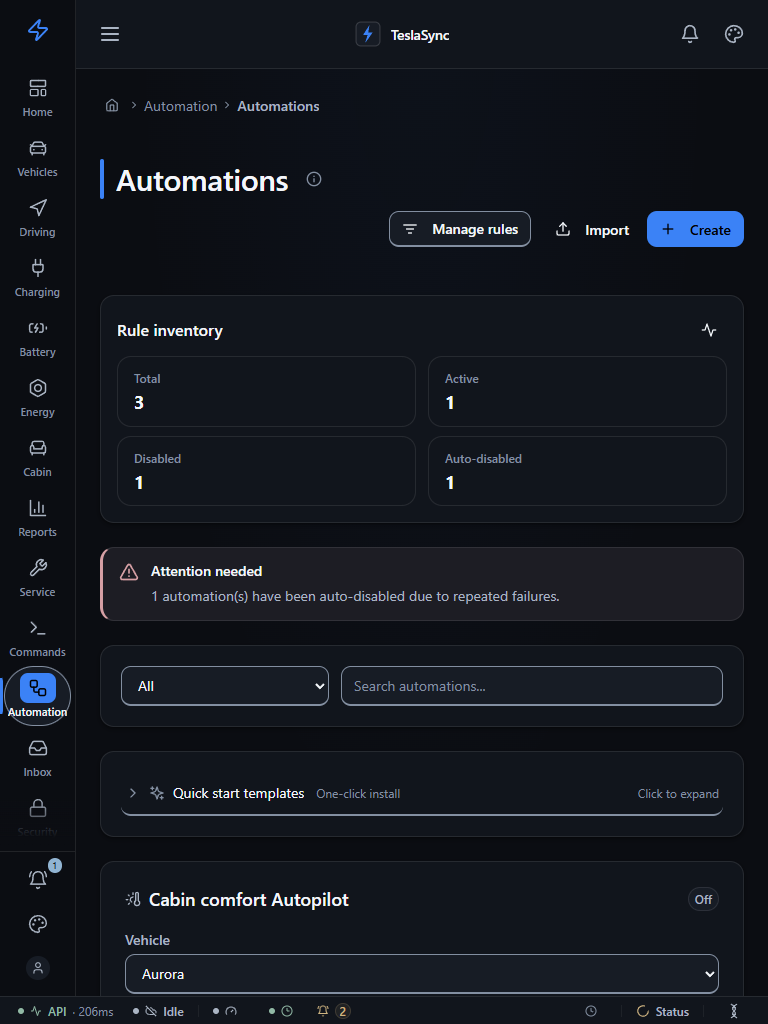 TeslaSync
Home
Vehicles
Driving
Charging
Battery
Energy
Cabin
Reports
Service
Commands
Automation
Inbox
Security
1
Automation
Automations
Automations
Manage rules
Import
Create
Rule inventory
Total
3
Active
1
Disabled
1
Auto-disabled
1
Attention needed
1 automation(s) have been auto-disabled due to repeated failures.
All
Search automations...
Quick start templates One-click install Click to expand
Cabin comfort Autopilot
Off
Vehicle
Aurora
API · 206ms Idle 2 Status